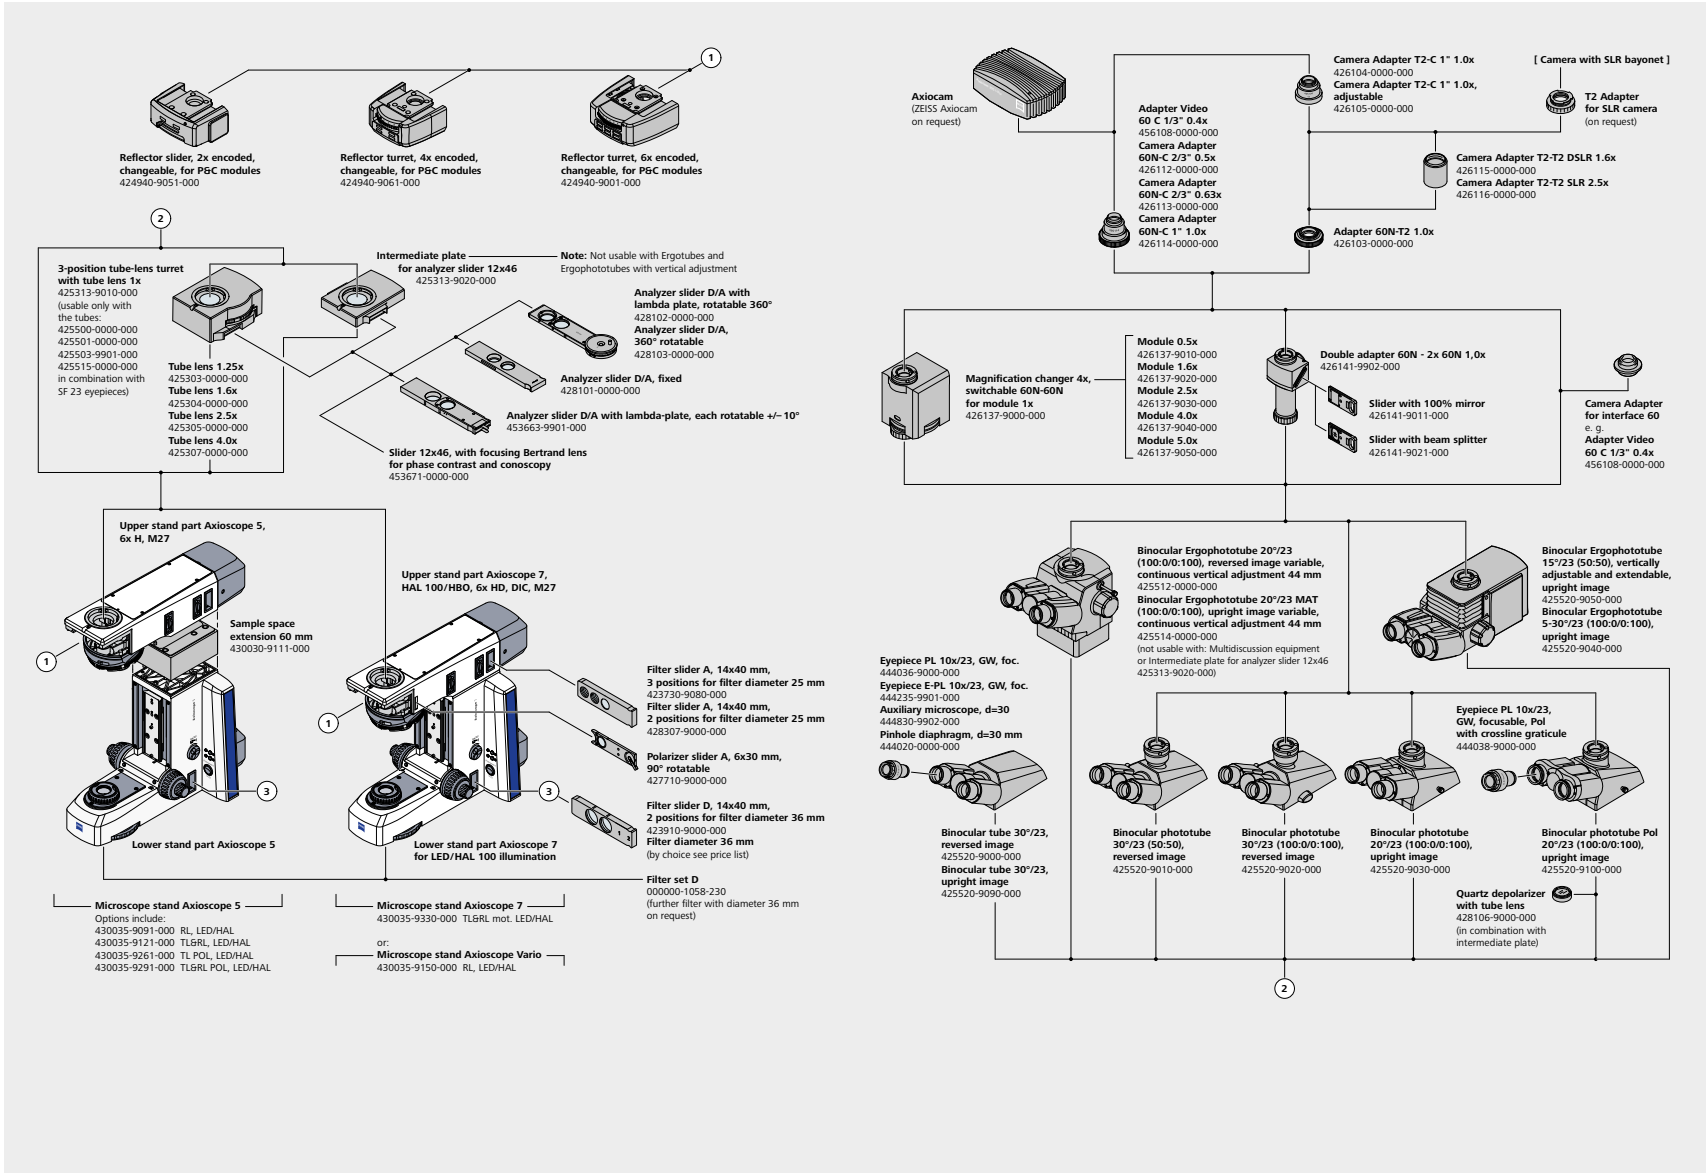 1
Reflector slider, 2x encoded,
changeable, for P&C modules
424940-9051-000
Reflector turret, 4x encoded,
changeable, for P&C modules
424940-9061-000
Reflector turret, 6x encoded,
changeable, for P&C modules
424940-9001-000
2
3-position tube-lens turret
with tube lens 1x
425313-9010-000
(usable only with
the tubes:
425500-0000-000
425501-0000-000
425503-9901-000
425515-0000-000
in combination with
SF 23 eyepieces)
Tube lens 1.25x
425303-0000-000
Tube lens 1.6x
425304-0000-000
Tube lens 2.5x
425305-0000-000
Tube lens 4.0x
425307-0000-000
Intermediate plate
for analyzer slider 12x46
425313-9020-000
Note: Not usable with Ergotubes and
Ergophototubes with vertical adjustment
Analyzer slider D/A with
lambda plate, rotatable 360°
428102-0000-000
Analyzer slider D/A,
360° rotatable
428103-0000-000
Analyzer slider D/A, fixed
428101-0000-000
Analyzer slider D/A with lambda-plate, each rotatable +/– 10°
453663-9901-000
Slider 12x46, with focusing Bertrand lens
for phase contrast and conoscopy
453671-0000-000
Upper stand part Axioscope 5,
6x H, M27
Upper stand part Axioscope 7,
HAL 100/HBO, 6x HD, DIC, M27
Sample space
extension 60 mm
430030-9111-000
1
1
3
3
Filter slider A, 14x40 mm,
3 positions for filter diameter 25 mm
423730-9080-000
Filter slider A, 14x40 mm,
2 positions for filter diameter 25 mm
428307-9000-000
Polarizer slider A, 6x30 mm,
90° rotatable
427710-9000-000
Filter slider D, 14x40 mm,
2 positions for filter diameter 36 mm
423910-9000-000
Filter diameter 36 mm
(by choice see price list)
Filter set D
000000-1058-230
(further filter with diameter 36 mm
on request)
Lower stand part Axioscope 5
Lower stand part Axioscope 7
for LED/HAL 100 illumination
Microscope stand Axioscope 5
Options include:
430035-9091-000 RL, LED/HAL
430035-9121-000 TL&RL, LED/HAL
430035-9261-000 TL POL, LED/HAL
430035-9291-000 TL&RL POL, LED/HAL
Microscope stand Axioscope 7
430035-9330-000 TL&RL mot. LED/HAL
or:
Microscope stand Axioscope Vario
430035-9150-000 RL, LED/HAL
Axiocam
(ZEISS Axiocam
on request)
Adapter Video
60 C 1/3" 0.4x
456108-0000-000
Camera Adapter
60N-C 2/3" 0.5x
426112-0000-000
Camera Adapter
60N-C 2/3" 0.63x
426113-0000-000
Camera Adapter
60N-C 1" 1.0x
426114-0000-000
Camera Adapter T2-C 1" 1.0x
426104-0000-000
Camera Adapter T2-C 1" 1.0x,
adjustable
426105-0000-000
[ Camera with SLR bayonet ]
T2 Adapter
for SLR camera
(on request)
Camera Adapter T2-T2 DSLR 1.6x
426115-0000-000
Camera Adapter T2-T2 SLR 2.5x
426116-0000-000
Adapter 60N-T2 1.0x
426103-0000-000
Magnification changer 4x,
switchable 60N-60N
for module 1x
426137-9000-000
Module 0.5x
426137-9010-000
Module 1.6x
426137-9020-000
Module 2.5x
426137-9030-000
Module 4.0x
426137-9040-000
Module 5.0x
426137-9050-000
Double adapter 60N - 2x 60N 1,0x
426141-9902-000
Slider with 100% mirror
426141-9011-000
Slider with beam splitter
426141-9021-000
Camera Adapter
for interface 60
e. g.
Adapter Video
60 C 1/3" 0.4x
456108-0000-000
Binocular Ergophototube 20°/23
(100:0/0:100), reversed image variable,
continuous vertical adjustment 44 mm
425512-0000-000
Binocular Ergophototube 20°/23 MAT
(100:0/0:100), upright image variable,
continuous vertical adjustment 44 mm
425514-0000-000
(not usable with: Multidiscussion equipment
or Intermediate plate for analyzer slider 12x46
425313-9020-000)
Binocular Ergophototube
15°/23 (50:50), vertically
adjustable and extendable,
upright image
425520-9050-000
Binocular Ergophototube
5-30°/23 (100:0/0:100),
upright image
425520-9040-000
Eyepiece PL 10x/23, GW, foc.
444036-9000-000
Eyepiece E-PL 10x/23, GW, foc.
444235-9901-000
Auxiliary microscope, d=30
444830-9902-000
Pinhole diaphragm, d=30 mm
444020-0000-000
Eyepiece PL 10x/23,
GW, focusable, Pol
with crossline graticule
444038-9000-000
Binocular tube 30°/23,
reversed image
425520-9000-000
Binocular tube 30°/23,
upright image
425520-9090-000
Binocular phototube
30°/23 (50:50),
reversed image
425520-9010-000
Binocular phototube
30°/23 (100:0/0:100),
reversed image
425520-9020-000
Binocular phototube
20°/23 (100:0/0:100),
upright image
425520-9030-000
Binocular phototube Pol
20°/23 (100:0/0:100),
upright image
425520-9100-000
Quartz depolarizer
with tube lens
428106-9000-000
(in combination with
intermediate plate)
2